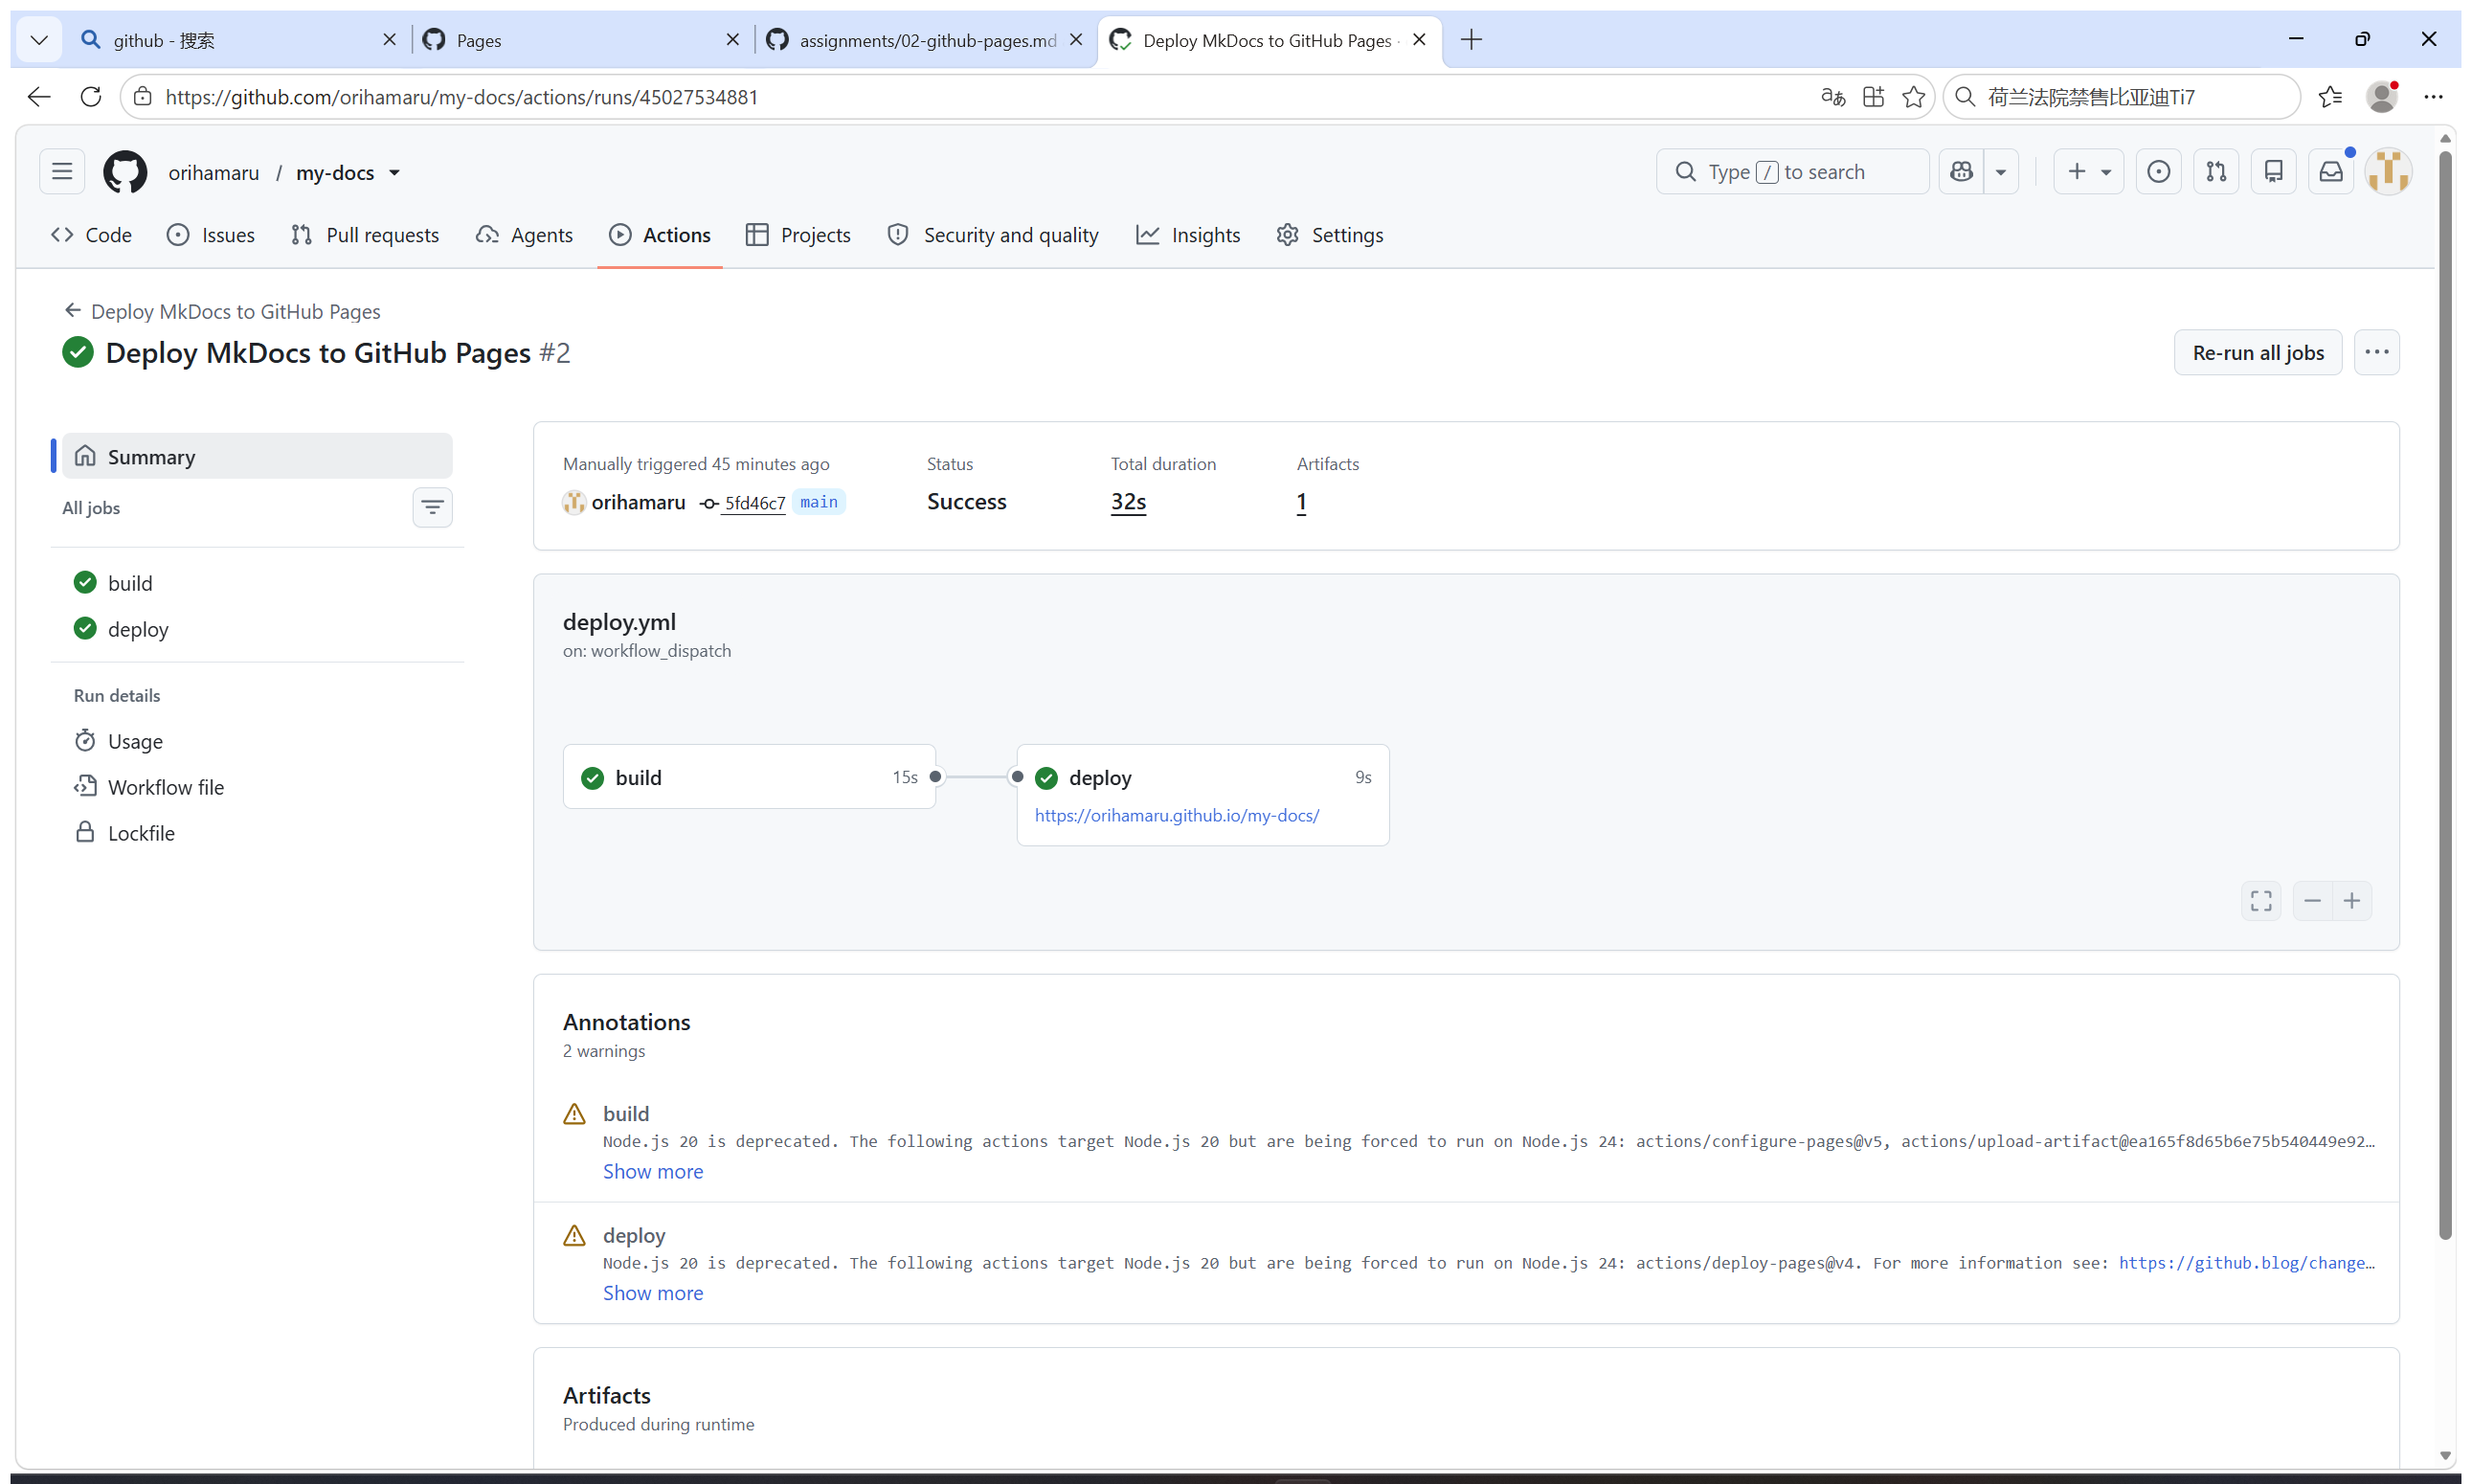 github - 搜索
Pages
assignments/02-github-pages.md
Deploy MkDocs to GitHub Pages ·
https://github.com/orihamaru/my-docs/actions/runs/45027534881
荷兰法院禁售比亚迪Ti7
orihamaru / my-docs
Type / to search
Code
Issues
Pull requests
Agents
Actions
Projects
Security and quality
Insights
Settings
Deploy MkDocs to GitHub Pages
Deploy MkDocs to GitHub Pages #2
Re-run all jobs
Summary
All jobs
build
deploy
Run details
Usage
Workflow file
Lockfile
Manually triggered 45 minutes ago
orihamaru 5fd46c7 main
Status
Success
Total duration
32s
Artifacts
1
deploy.yml
on: workflow_dispatch
build 15s
deploy 9s
https://orihamaru.github.io/my-docs/
Annotations
2 warnings
build
Node.js 20 is deprecated. The following actions target Node.js 20 but are being forced to run on Node.js 24: actions/configure-pages@v5, actions/upload-artifact@ea165f8d65b6e75b540449e92…
Show more
deploy
Node.js 20 is deprecated. The following actions target Node.js 20 but are being forced to run on Node.js 24: actions/deploy-pages@v4. For more information see: https://github.blog/change…
Show more
Artifacts
Produced during runtime